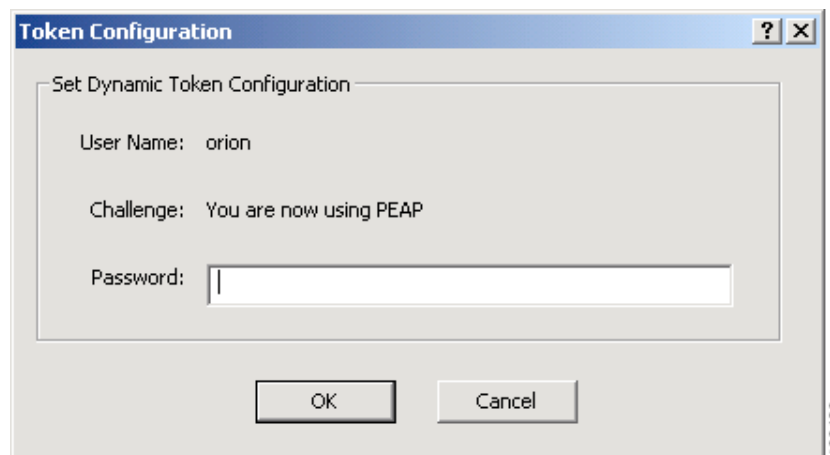 Token Configuration
Set Dynamic Token Configuration
User Name: orion
Challenge: You are now using PEAP
Password:
OK Cancel